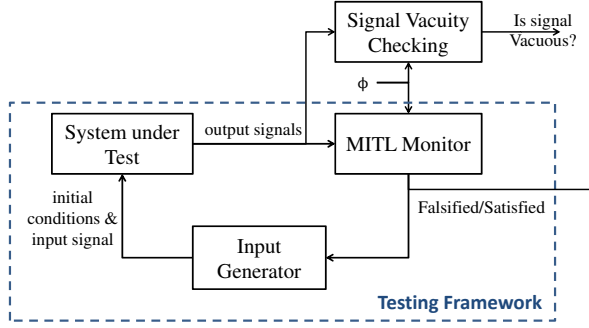 Signal Vacuity
Checking
Is signal
Vacuous?
ϕ
System under
Test
output signals
MITL Monitor
initial
conditions &
input signal
Falsified/Satisfied
Input
Generator
Testing Framework